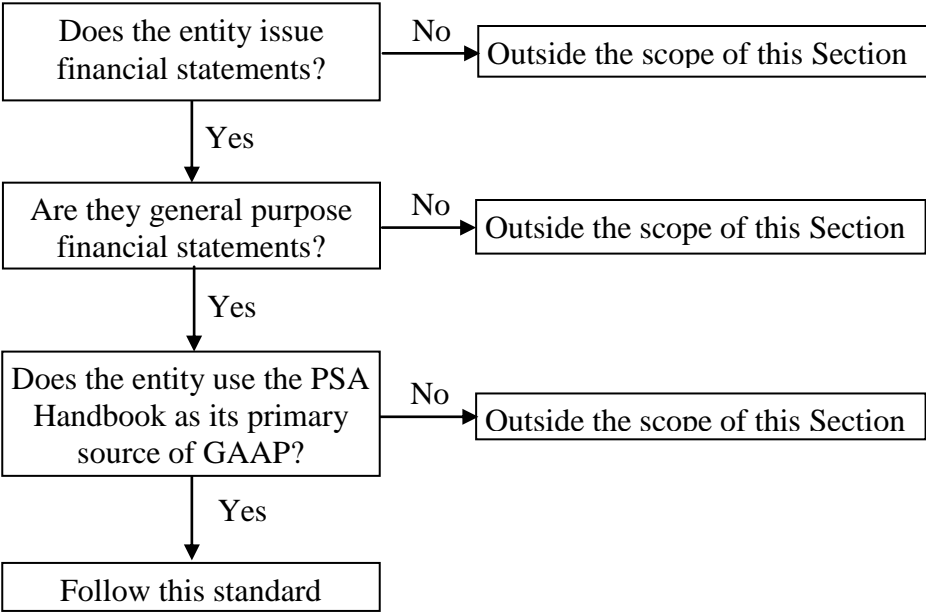 Does the entity issue
financial statements?
No
Outside the scope of this Section
Yes
Are they general purpose
financial statements?
No
Outside the scope of this Section
Yes
Does the entity use the PSA
Handbook as its primary
source of GAAP?
No
Outside the scope of this Section
Yes
Follow this standard